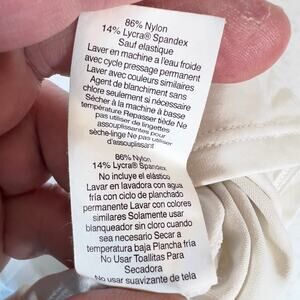 86% Nylon
14% Lycra® Spandex
Sauf elastique
Laver en machine a l'eau froide
avec cycle pressage permanent
Laver avec couleurs similaires
Agent de blanchiment sans
chlore seulement si nécessaire
Sécher à la machine à basse
température Repasser tiède Ne
pas utiliser de lingettes
assouplissantes pour
sèche-linge Ne pas utiliser
d'assouplissant
86% Nylon
14% Lycra® Spandex
No incluye el elástico
Lavar en lavadora con agua
fría con ciclo de planchado
permanente Lavar con colores
similares Solamente usar
blanqueador sin cloro cuando
sea necesario Secar a
temperatura baja Plancha fría
No usar Toallitas Para
Secadora
No usar suavizante de tela